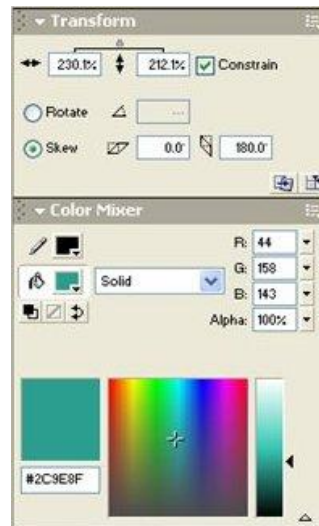 Transform
230.1% 212.1% Constrain
Rotate ...
Skew 0.0° 180.0°
Color Mixer
R: 44
G: 158
Solid
B: 143
Alpha: 100%
#2C9E8F